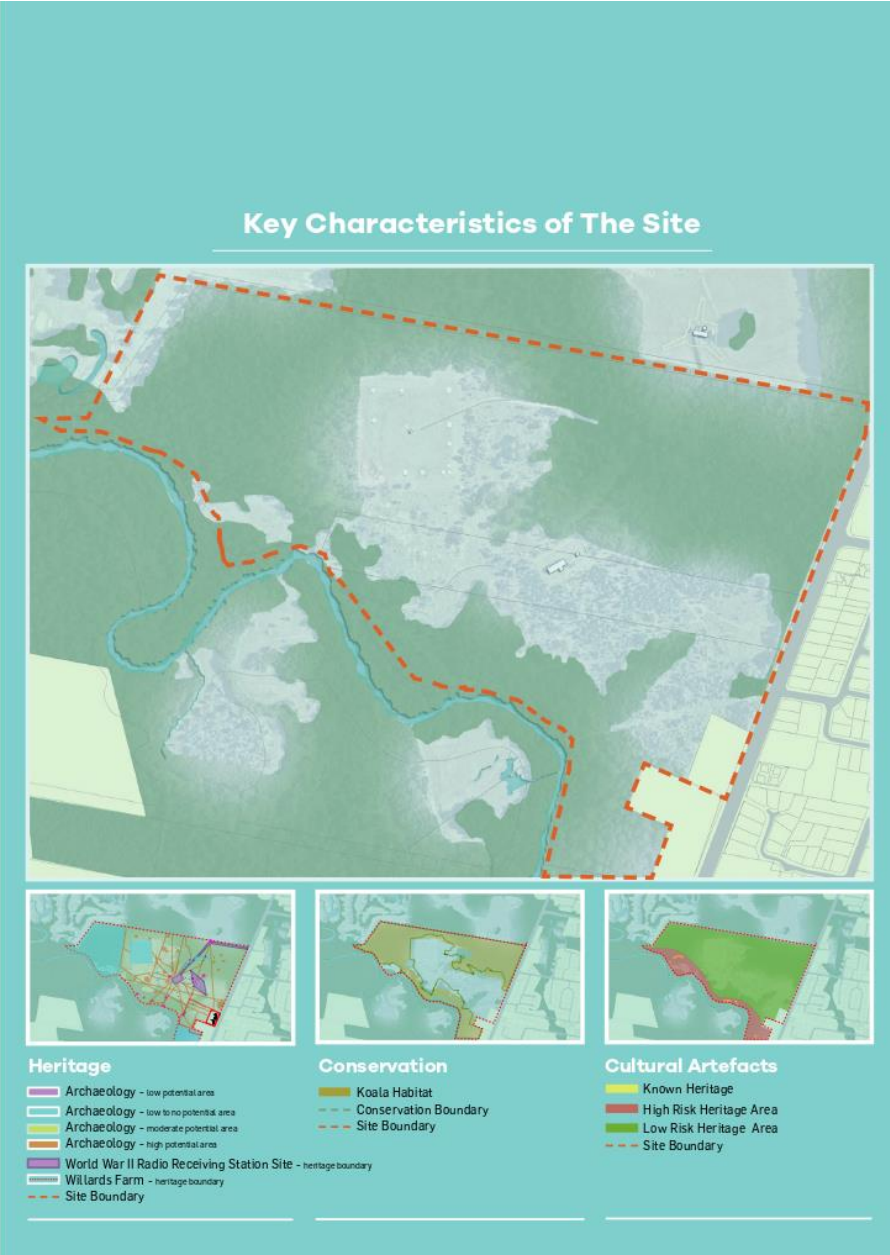 Key Characteristics of The Site
Heritage
Archaeology - low potential area
Archaeology - low to no potential area
Archaeology - moderate potential area
Archaeology - high potential area
World War II Radio Receiving Station Site - heritage boundary
Willards Farm - heritage boundary
Site Boundary
Conservation
Koala Habitat
Conservation Boundary
Site Boundary
Cultural Artefacts
Known Heritage
High Risk Heritage Area
Low Risk Heritage Area
Site Boundary